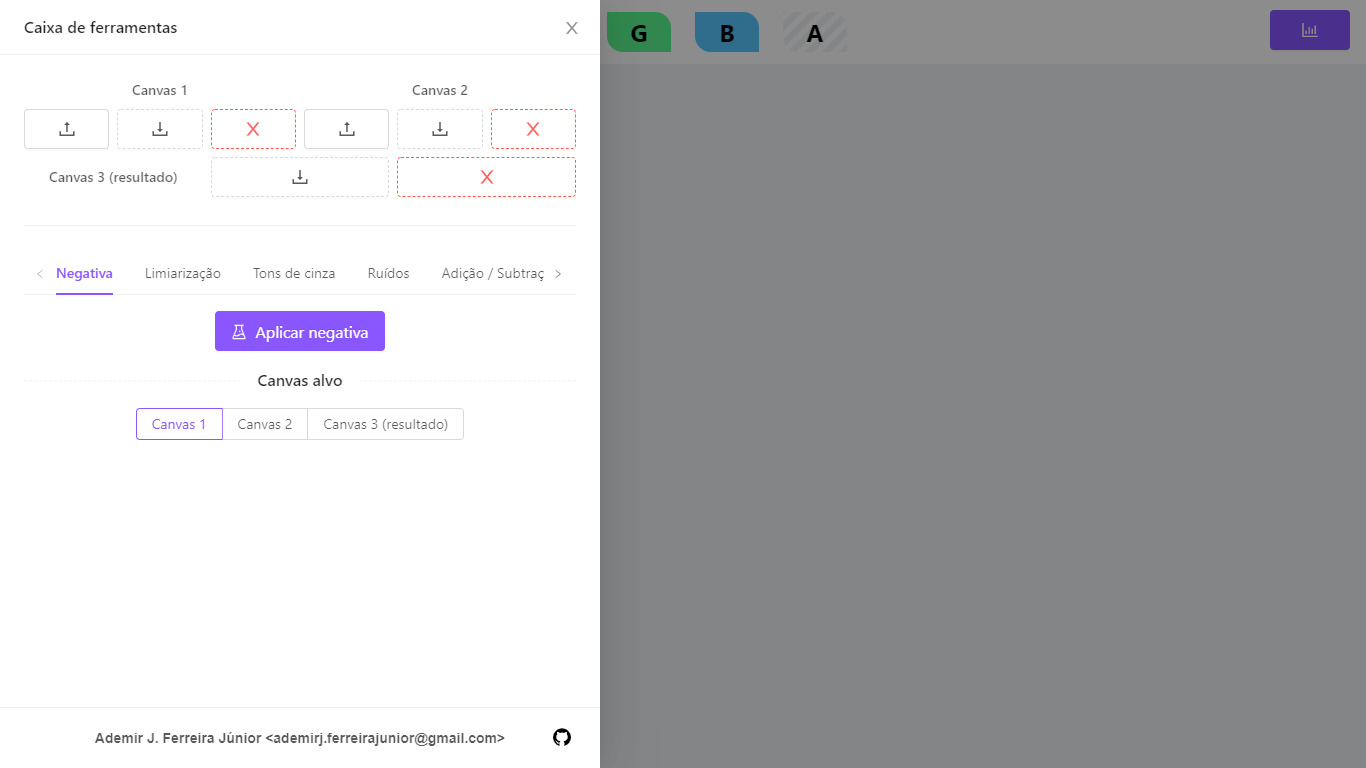 Caixa de ferramentas
G B A
Canvas 1 Canvas 2
Canvas 3 (resultado)
Negativa Limiarização Tons de cinza Ruídos Adição / Subtraç
Aplicar negativa
Canvas alvo
Canvas 1 Canvas 2 Canvas 3 (resultado)
Ademir J. Ferreira Júnior <ademirj.ferreirajunior@gmail.com>